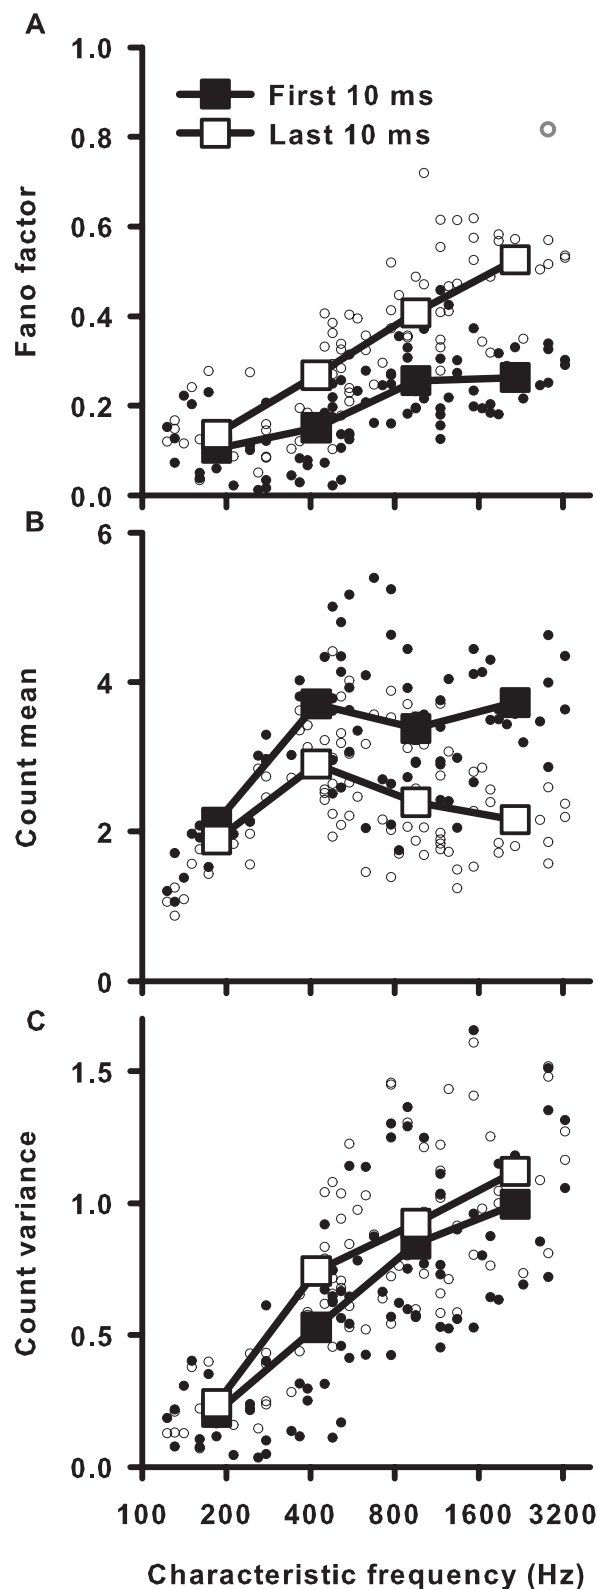 A
1.0
First 10 ms
Last 10 ms
0.8
0.6
0.4
0.2
0.0
Fano factor
B
6
4
2
0
Count mean
C
1.5
1.0
0.5
0.0
Count variance
100 200 400 800 1600 3200
Characteristic frequency (Hz)